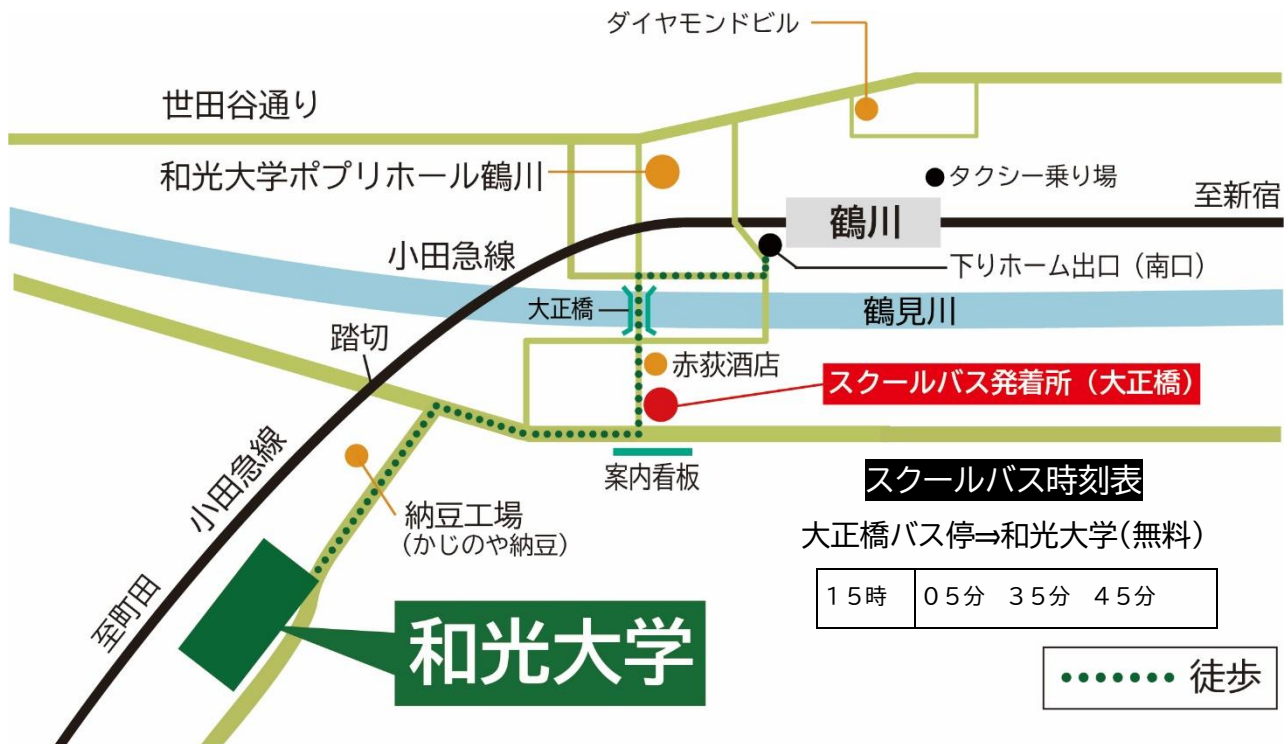 ダイヤモンドビル
世田谷通り
和光大学ポプリホール鶴川
タクシー乗り場
至新宿
鶴川
小田急線
下りホーム出口（南口）
大正橋
鶴見川
踏切
赤荻酒店
スクールバス発着所（大正橋）
小田急線
案内看板
スクールバス時刻表
納豆工場
（かじのや納豆）
大正橋バス停⇒和光大学(無料)
１５時 ０５分 ３５分 ４５分
至町田
和光大学
徒歩